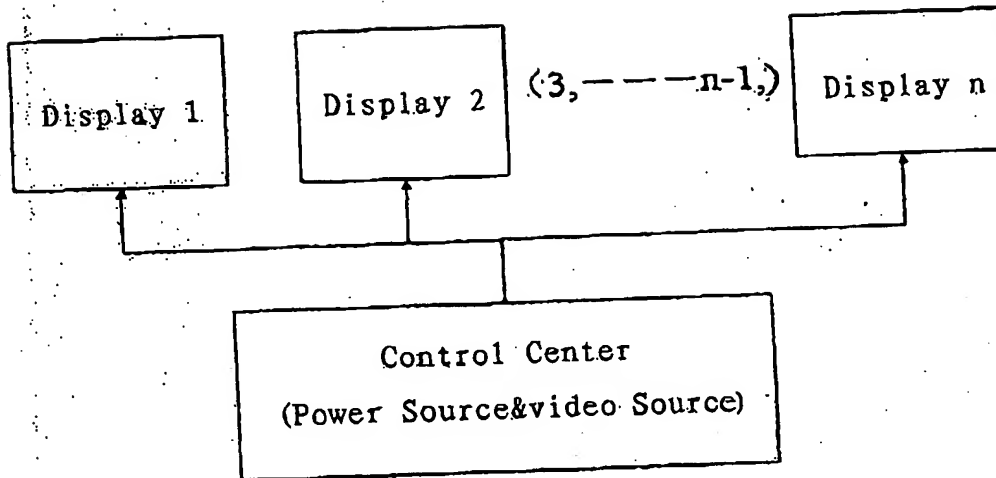 Display 1
Display 2
(3,———n-1,)
Display n
Control Center
(Power Source&video Source)